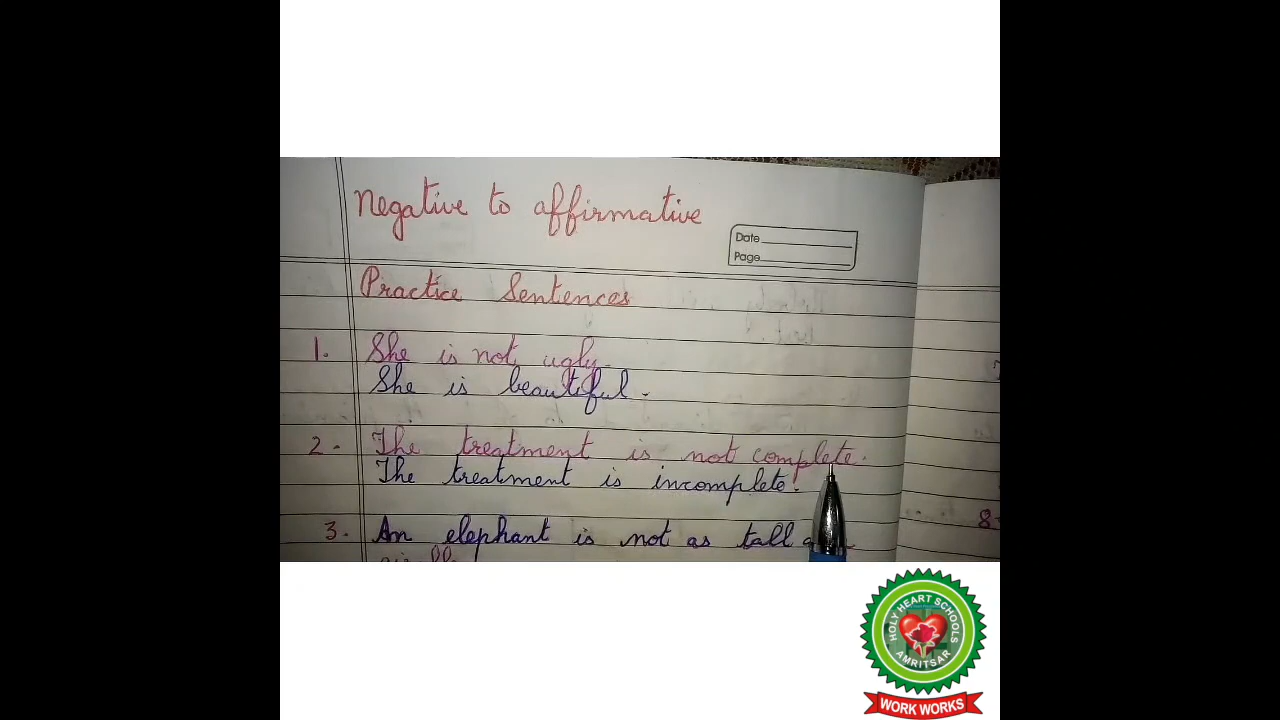 Negative to affirmative
Date
Page
Practice Sentences
1. She is not ugly.
She is beautiful.
2. The treatment is not complete.
The treatment is incomplete.
3. An elephant is not as tall
8
HOLY HEART SCHOOLS
AMRITSAR
WORK WORKS